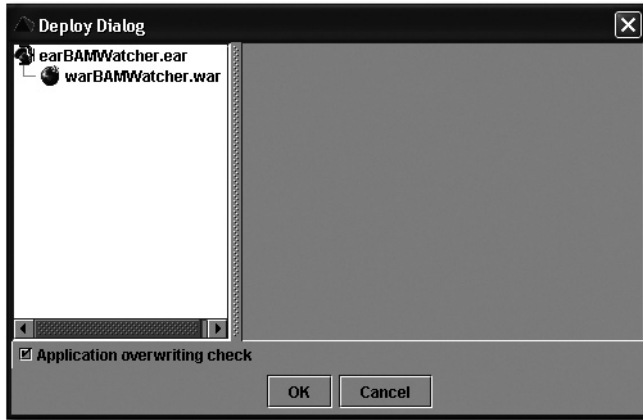 Deploy Dialog
earBAMWatcher.ear
warBAMWatcher.war
Application overwriting check
OK
Cancel